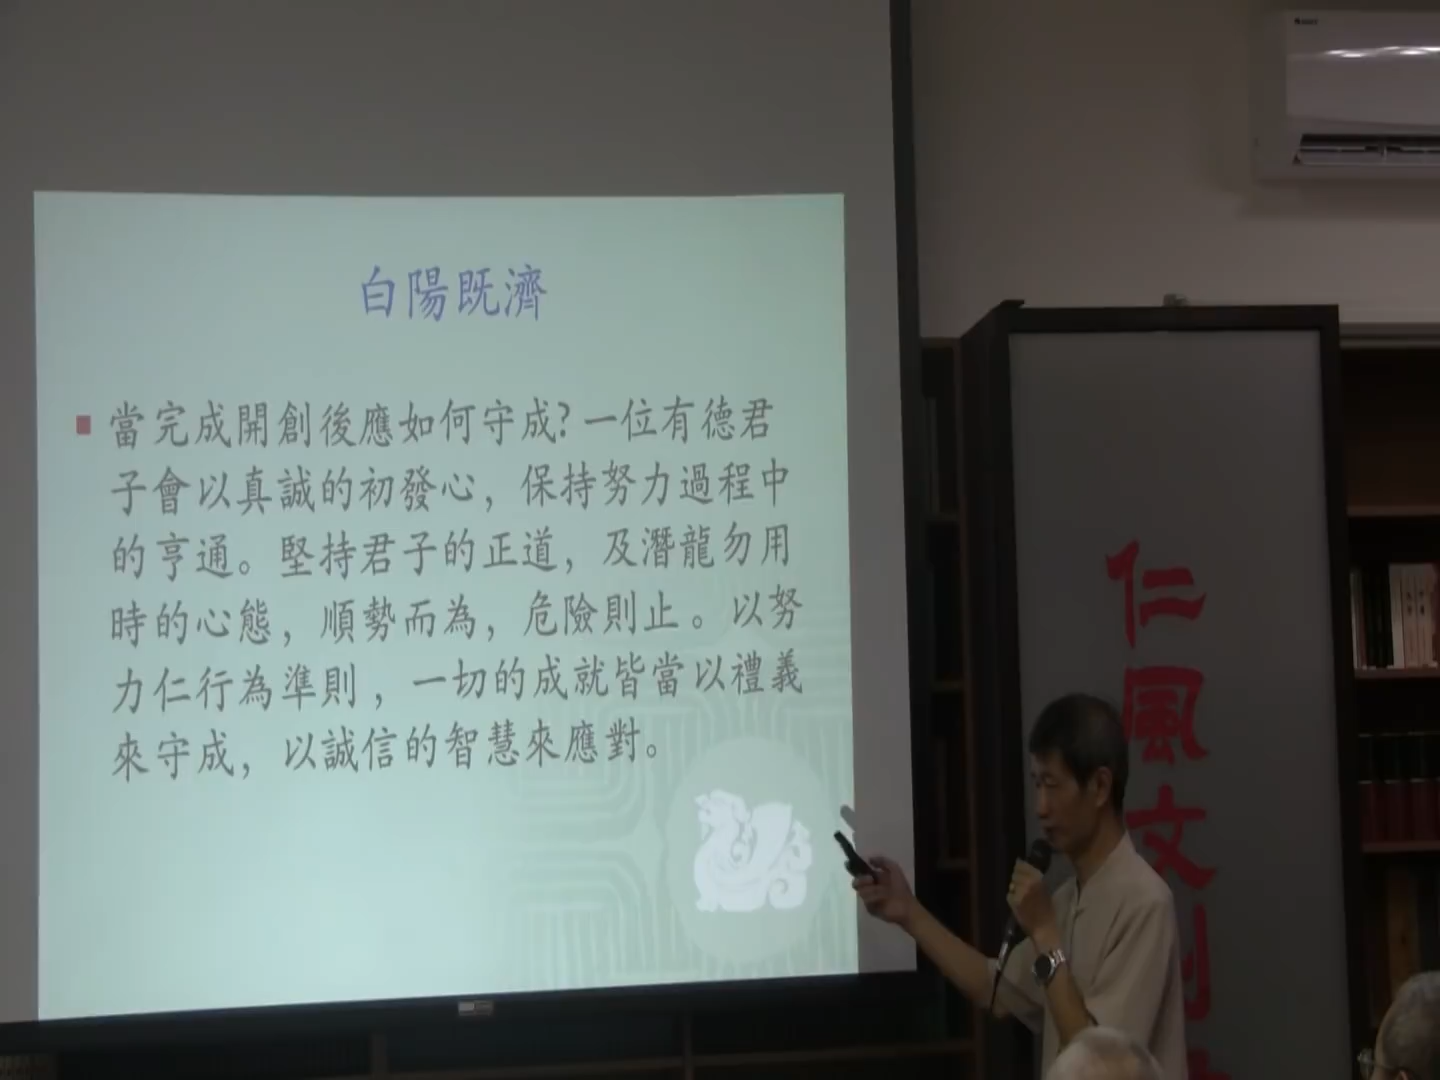 白陽既濟
當完成開創後應如何守成?一位有德君
子會以真誠的初發心，保持努力過程中
的亨通。堅持君子的正道，及潛龍勿用
時的心態，順勢而為，危險則止。以努
力仁行為準則，一切的成就皆當以禮義
來守成，以誠信的智慧來應對。
仁風文創